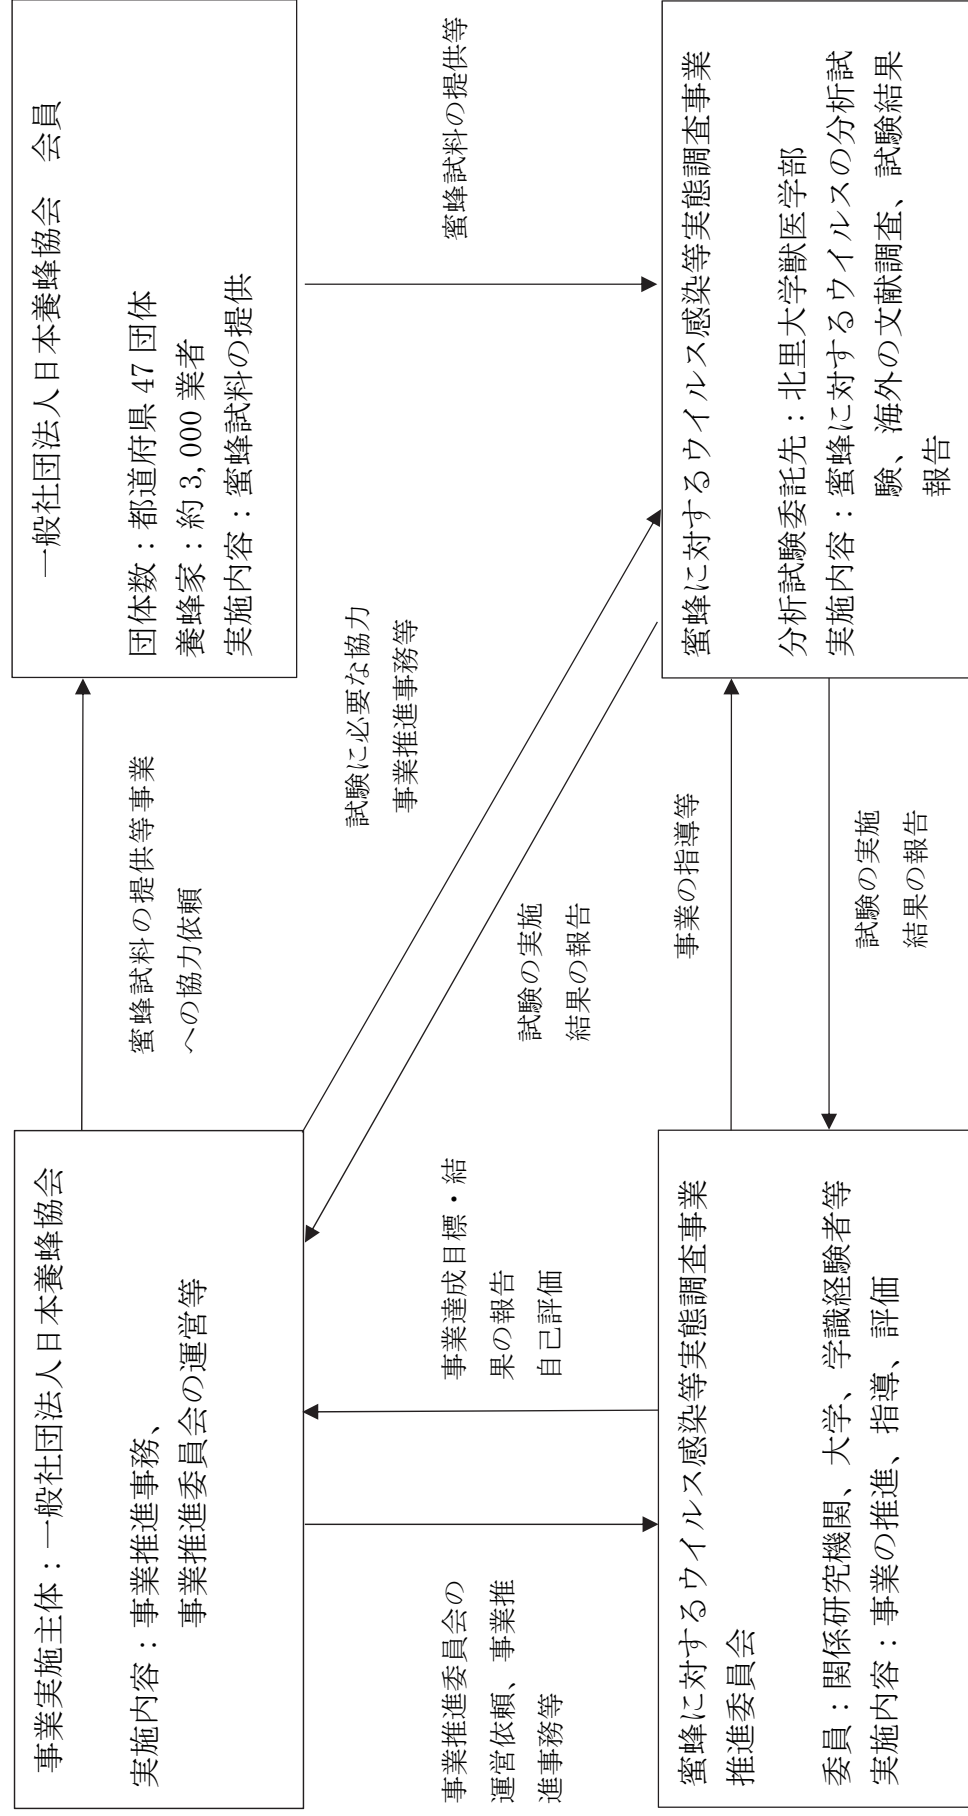 事業実施主体：一般社団法人日本養蜂協会
実施内容：事業推進事務、
事業推進委員会の運営等
蜜蜂試料の提供等事業
への協力依頼
一般社団法人日本養蜂協会　会員
団体数：都道府県 47 団体
養蜂家：約 3,000 業者
実施内容：蜜蜂試料の提供
事業推進委員会の
運営依頼、事業推
進事務等
事業達成目標・結
果の報告
自己評価
試験の実施
結果の報告
試験に必要な協力
事業推進事務等
蜜蜂試料の提供等
蜜蜂に対するウイルス感染等実態調査事業
推進委員会
委員：関係研究機関、大学、学識経験者等
実施内容：事業の推進、指導、評価
事業の指導等
試験の実施
結果の報告
蜜蜂に対するウイルス感染等実態調査事業
分析試験委託先：北里大学獣医学部
実施内容：蜜蜂に対するウイルスの分析試
験、海外の文献調査、試験結果
報告